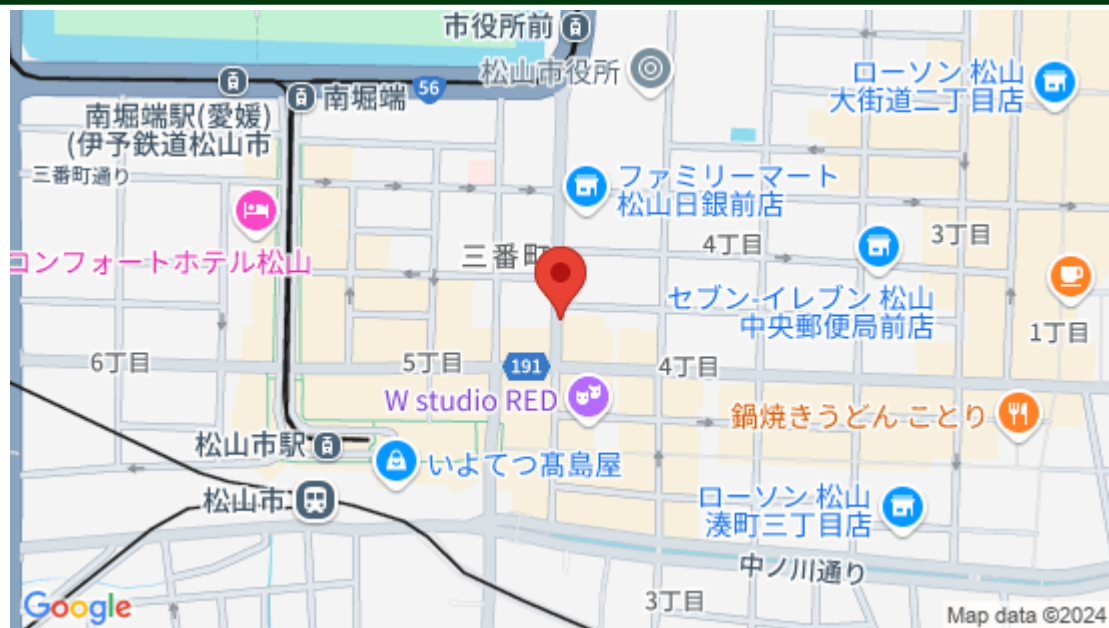 市役所前
松山市役所
56
南堀端
南堀端駅(愛媛)
(伊予鉄道松山市
三番町通り
ローソン 松山
大街道二丁目店
ファミリーマート
松山日銀前店
コンフォートホテル松山
三番町
4丁目
3丁目
セブン-イレブン 松山
中央郵便局前店
1丁目
6丁目
5丁目
191
4丁目
W studio RED
鍋焼きうどん ことり
松山市駅
いよてつ髙島屋
松山市
ローソン 松山
湊町三丁目店
中ノ川通り
3丁目
Google
Map data ©2024